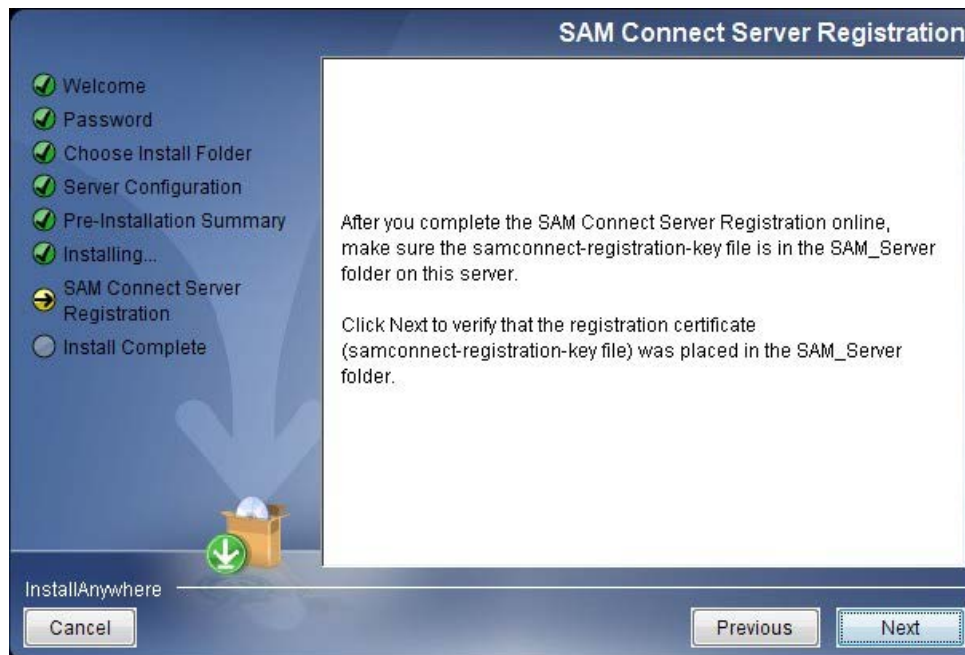 SAM Connect Server Registration
Welcome
Password
Choose Install Folder
Server Configuration
Pre-Installation Summary
Installing...
SAM Connect Server
Registration
Install Complete
After you complete the SAM Connect Server Registration online,
make sure the samconnect-registration-key file is in the SAM_Server
folder on this server.
Click Next to verify that the registration certificate
(samconnect-registration-key file) was placed in the SAM_Server
folder.
InstallAnywhere
Cancel
Previous
Next